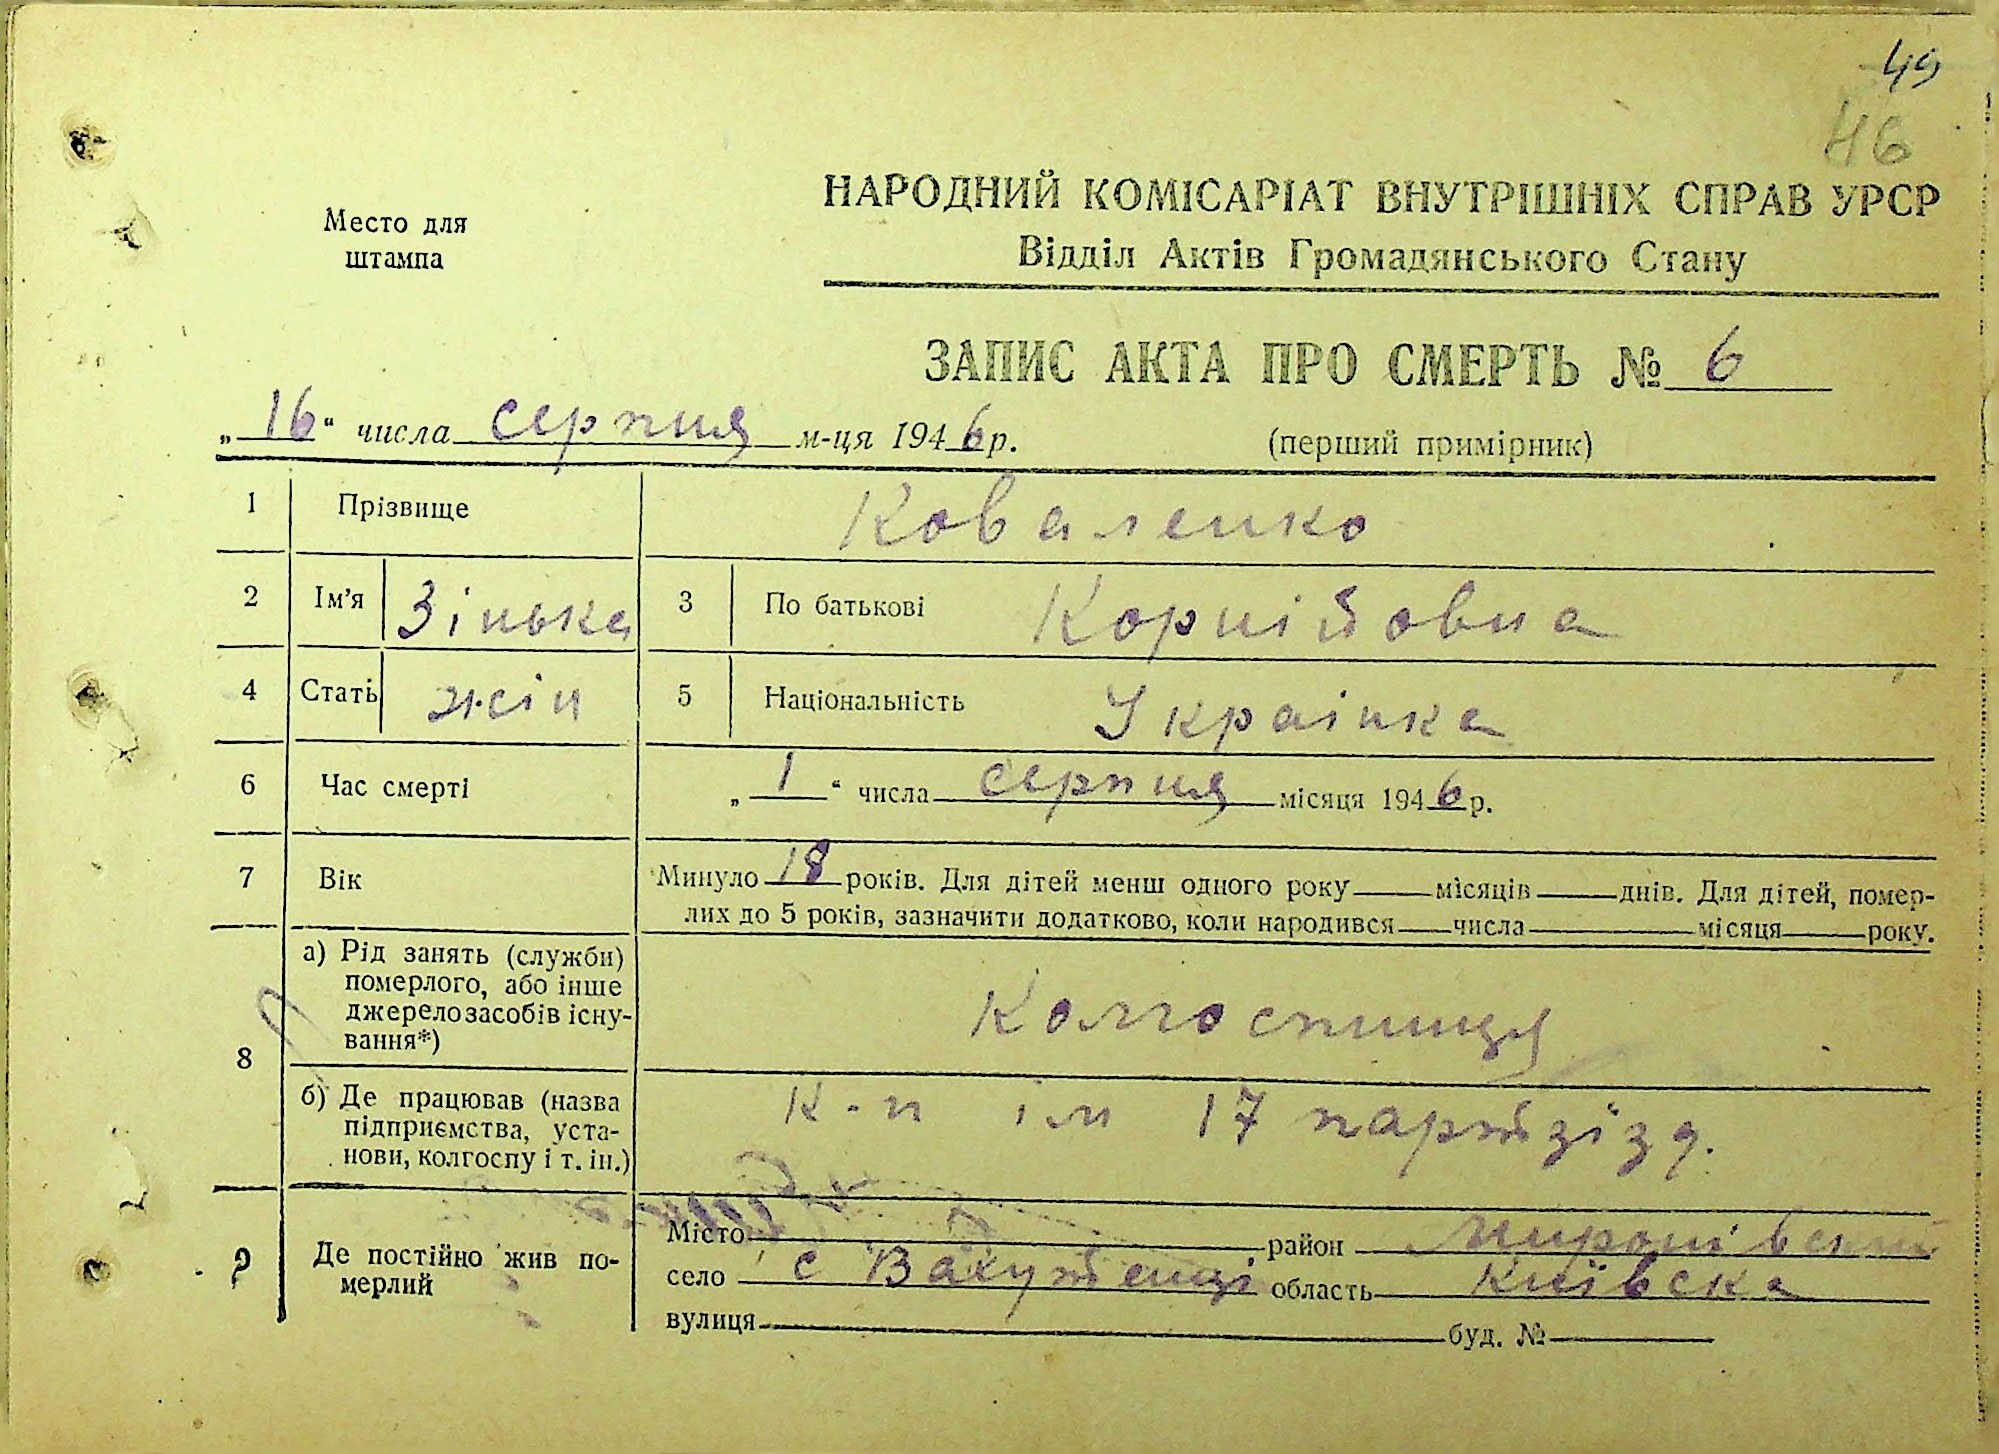 49
46
Место для
штампа
НАРОДНИЙ КОМІСАРІАТ ВНУТРІШНІХ СПРАВ УРСР
Відділ Актів Громадянського Стану
ЗАПИС АКТА ПРО СМЕРТЬ № 6
„16“ числа серпня м-ця 1946р.
(перший примірник)
1 Прізвище Коваленко
2 Ім'я Зінька 3 По батькові Корнійовна
4 Стать жін 5 Національність Українка
6 Час смерті „1“ числа серпня місяця 1946р.
7 Вік Минуло 18 років. Для дітей менш одного року місяців днів. Для дітей, помер-
лих до 5 років, зазначити додатково, коли народився числа місяця року.
8 а) Рід занять (служби)
померлого, або інше
джерело засобів існу-
вання*)
Колгоспниця
б) Де працював (назва
підприємства, уста-
нови, колгоспу і т. ін.)
к-п ім 17 партзізд.
9 Де постійно жив по-
мерлий
Місто район Миронівський
село с область Київська
вулиця буд. №